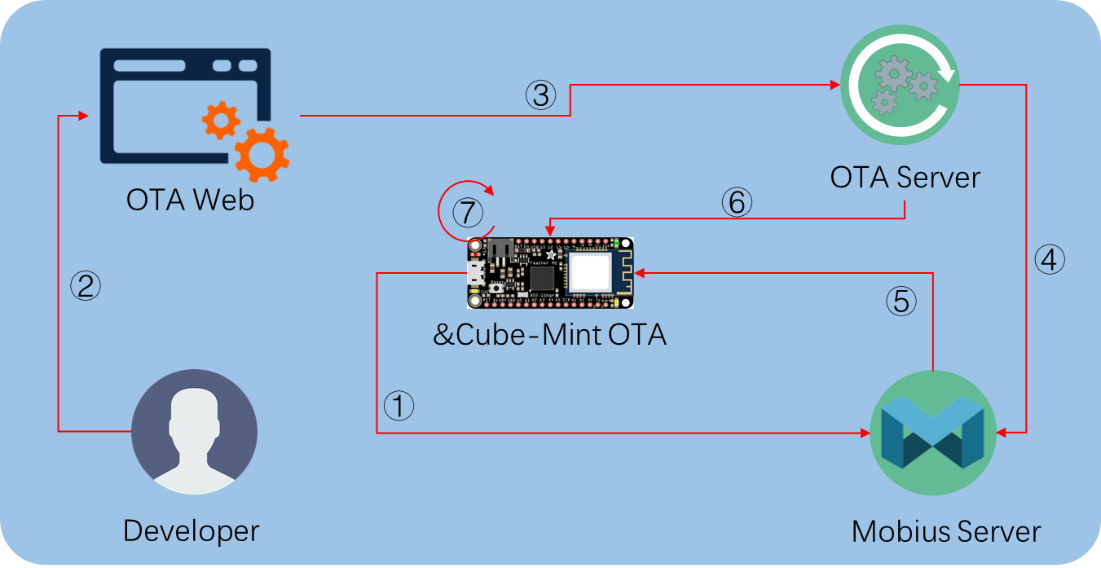 ③
OTA Web
OTA Server
⑥
⑦
④
②
⑤
&Cube-Mint OTA
①
Developer
Mobius Server